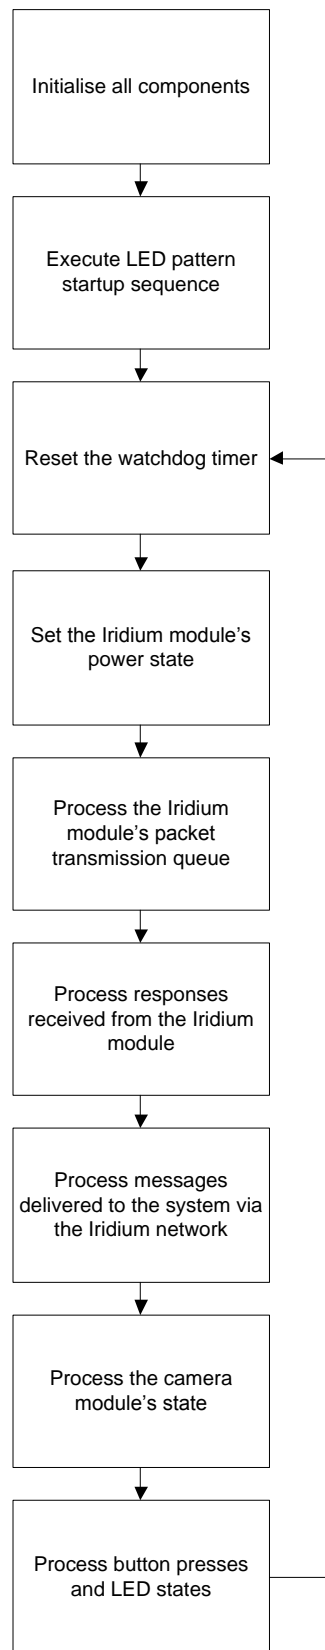 Initialise all components
Execute LED pattern
startup sequence
Reset the watchdog timer
Set the Iridium module’s
power state
Process the Iridium
module’s packet
transmission queue
Process responses
received from the Iridium
module
Process messages
delivered to the system via
the Iridium network
Process the camera
module’s state
Process button presses
and LED states